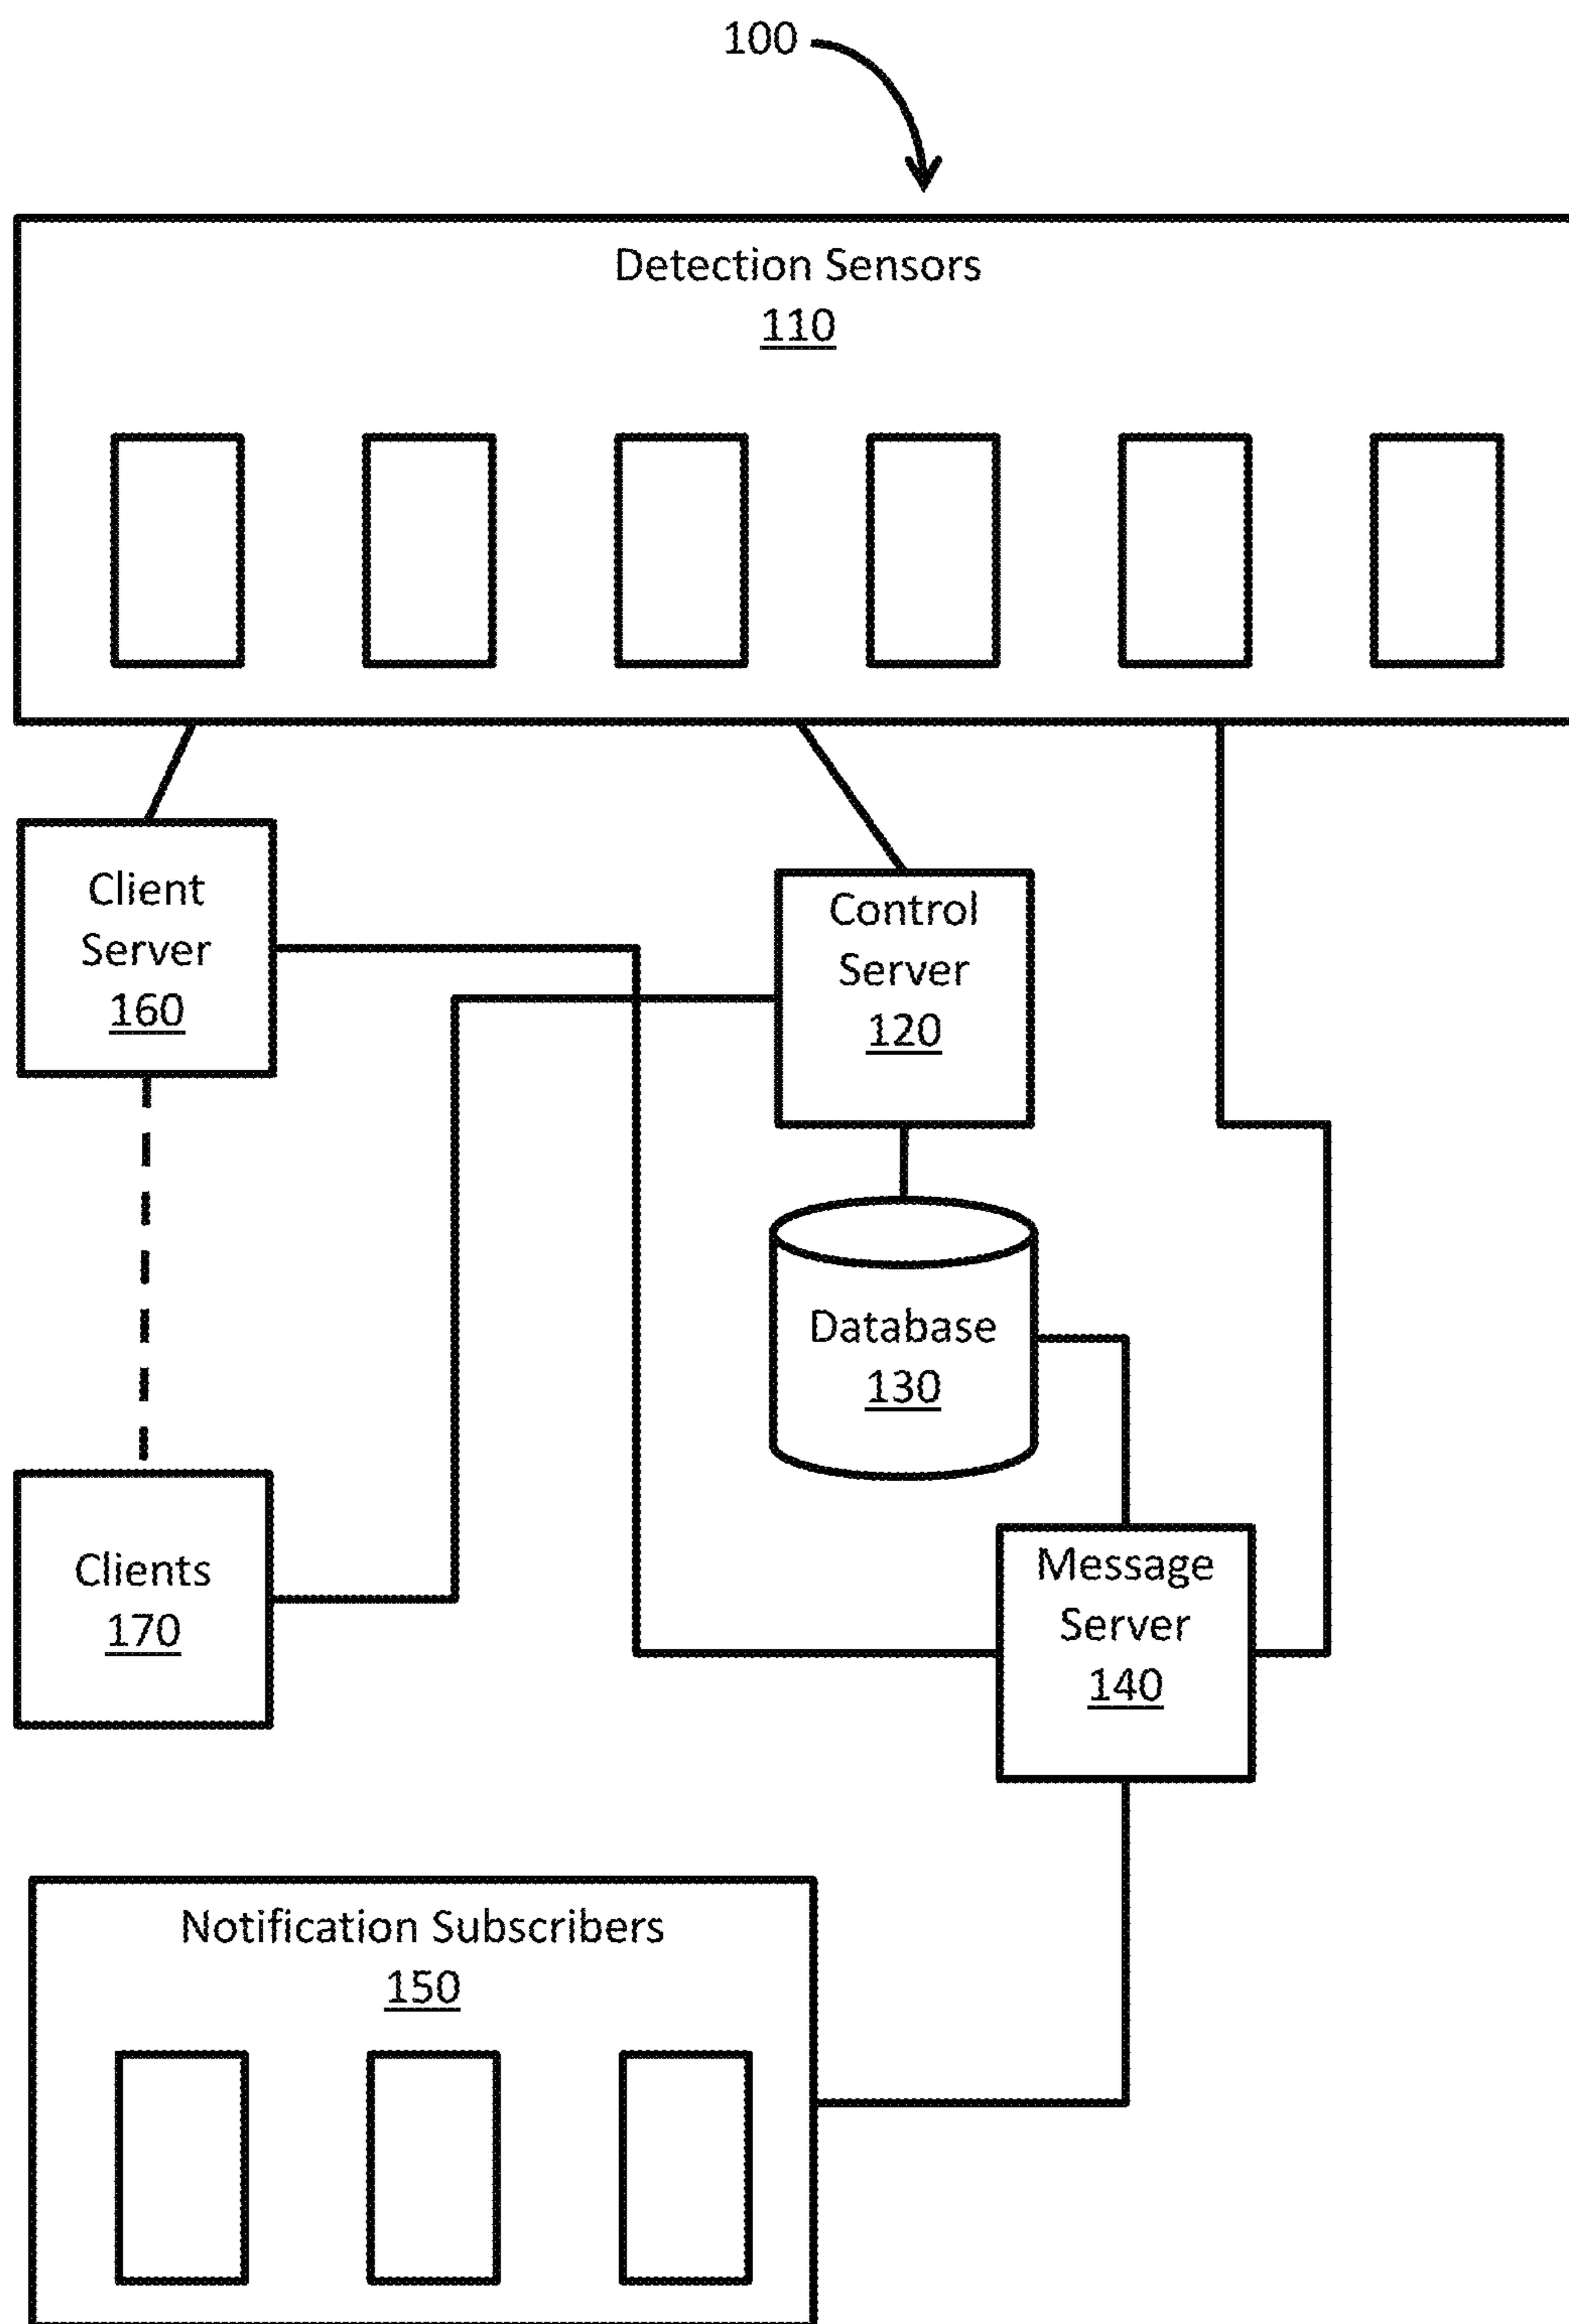 100
Detection Sensors
110
Client
Server
160
Control
Server
120
Database
130
Clients
170
Message
Server
140
Notification Subscribers
150